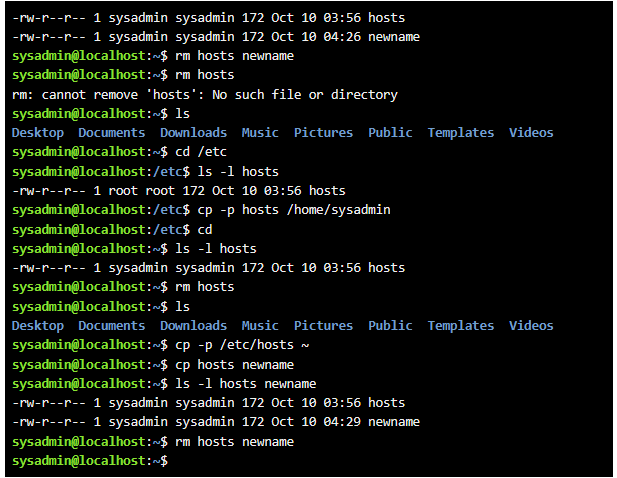 -rw-r--r-- 1 sysadmin sysadmin 172 Oct 10 03:56 hosts
-rw-r--r-- 1 sysadmin sysadmin 172 Oct 10 04:26 newname
sysadmin@localhost:~$ rm hosts newname
sysadmin@localhost:~$ rm hosts
rm: cannot remove 'hosts': No such file or directory
sysadmin@localhost:~$ ls
Desktop  Documents  Downloads  Music  Pictures  Public  Templates  Videos
sysadmin@localhost:~$ cd /etc
sysadmin@localhost:/etc$ ls -l hosts
-rw-r--r-- 1 root root 172 Oct 10 03:56 hosts
sysadmin@localhost:/etc$ cp -p hosts /home/sysadmin
sysadmin@localhost:/etc$ cd
sysadmin@localhost:~$ ls -l hosts
-rw-r--r-- 1 sysadmin sysadmin 172 Oct 10 03:56 hosts
sysadmin@localhost:~$ rm hosts
sysadmin@localhost:~$ ls
Desktop  Documents  Downloads  Music  Pictures  Public  Templates  Videos
sysadmin@localhost:~$ cp -p /etc/hosts ~
sysadmin@localhost:~$ cp hosts newname
sysadmin@localhost:~$ ls -l hosts newname
-rw-r--r-- 1 sysadmin sysadmin 172 Oct 10 03:56 hosts
-rw-r--r-- 1 sysadmin sysadmin 172 Oct 10 04:29 newname
sysadmin@localhost:~$ rm hosts newname
sysadmin@localhost:~$